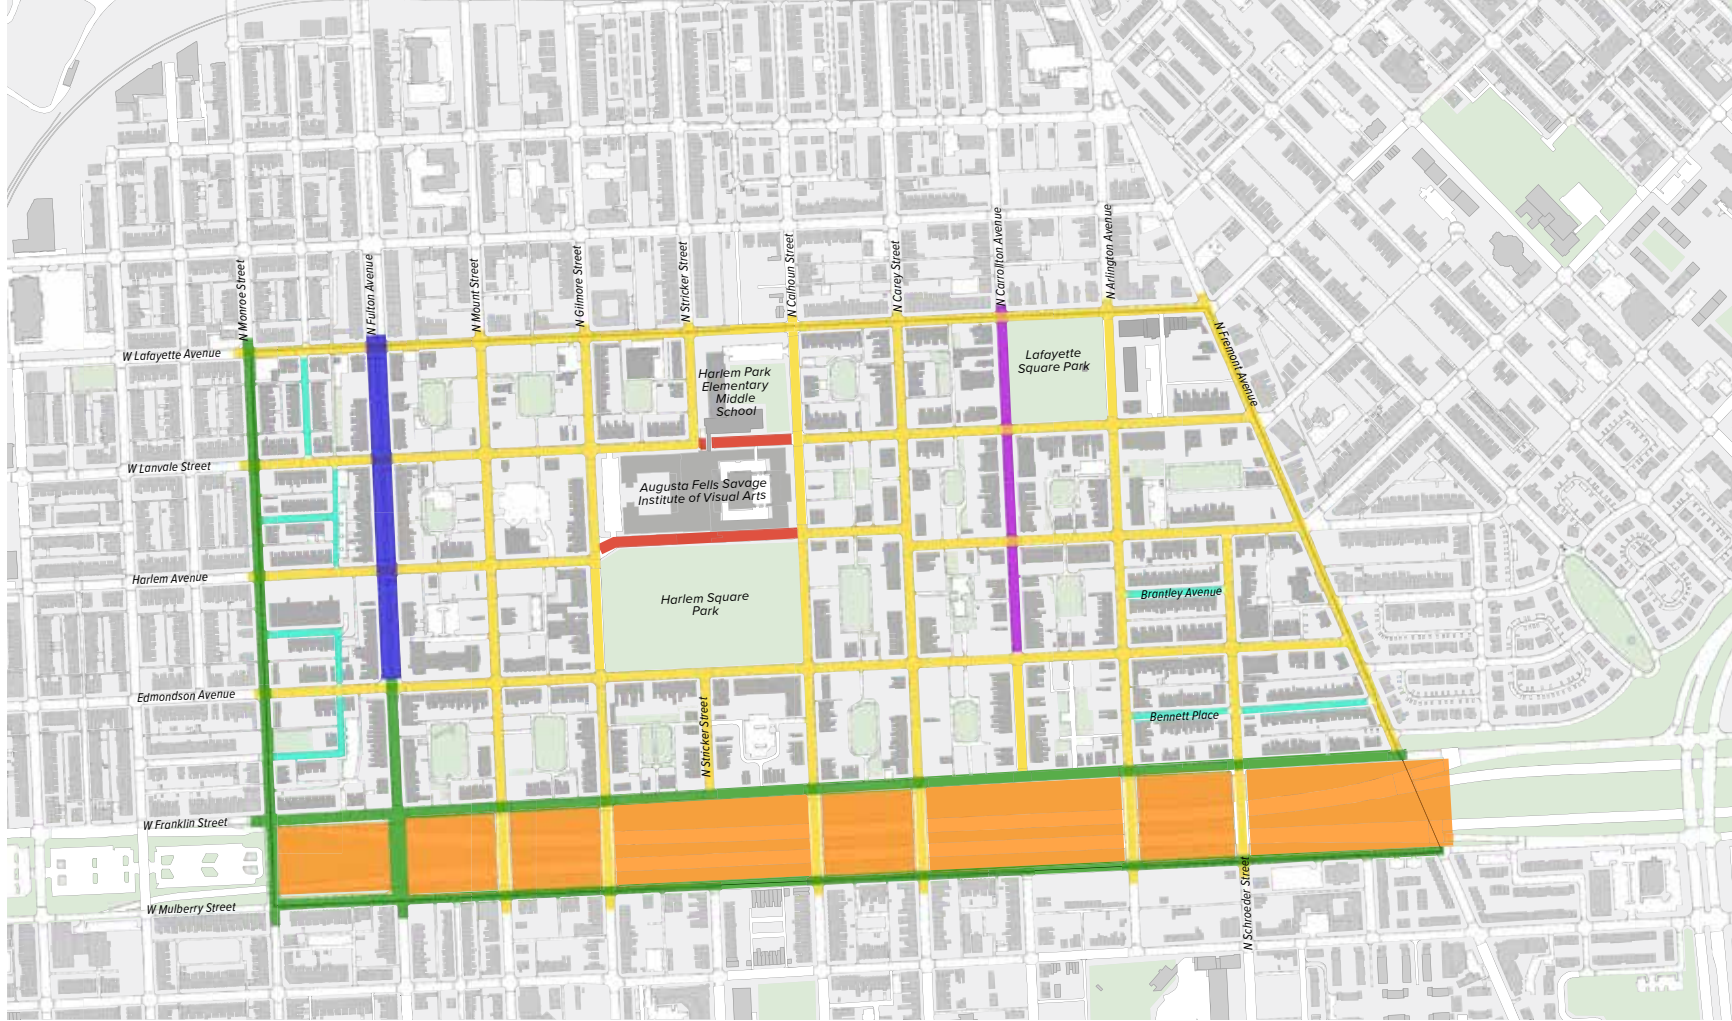 N Monroe Street
N Fulton Avenue
N Mount Street
N Gilmore Street
N Stricker Street
N Calhoun Street
N Carey Street
N Carrollton Avenue
N Arlington Avenue
N Fremont Avenue
W Lafayette Avenue
Lafayette
Square Park
Harlem Park
Elementary
Middle
School
W Lanvale Street
Augusta Fells Savage
Institute of Visual Arts
Harlem Avenue
Harlem Square
Park
Brantley Avenue
Edmondson Avenue
N Stricker Street
Bennett Place
W Franklin Street
W Mulberry Street
N Schroeder Street